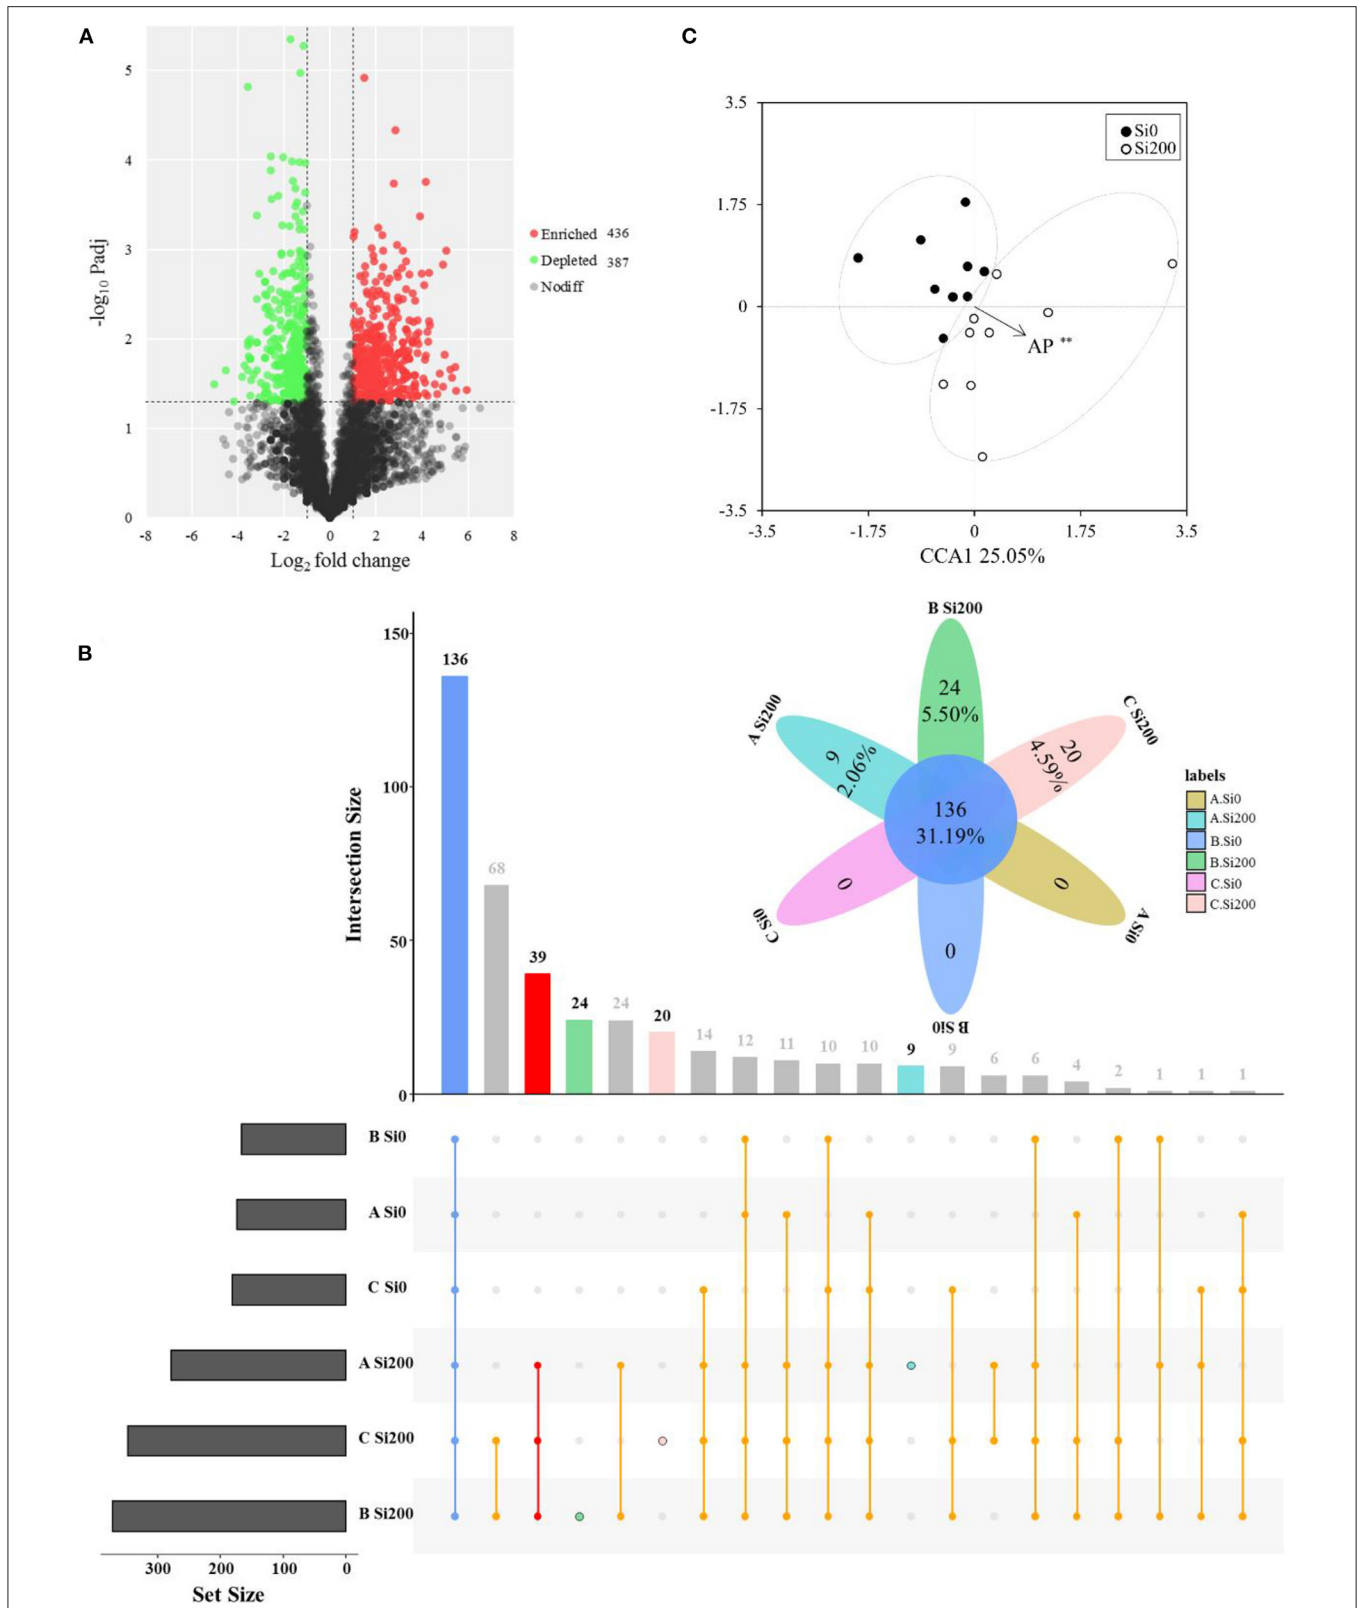 A
5
4
3
2
1
0
-log10 Padj
-8 -6 -4 -2 0 2 4 6 8
Log2 fold change
Enriched 436
Depleted 387
Nodiff
C
3.5
1.75
0
-1.75
-3.5
-3.5 -1.75 0 1.75 3.5
CCA1 25.05%
Si0
Si200
AP **
B
150
100
50
0
Intersection Size
136
68
39
24
24
20
14
12
11
10
10
9
9
6
6
4
2
1
1
1
B Si200
24
5.50%
A Si200
9
2.06%
C Si200
20
4.59%
136
31.19%
C Si0
0
A Si0
0
0
B Si0
labels
A.Si0
A.Si200
B.Si0
B.Si200
C.Si0
C.Si200
B Si0
A Si0
C Si0
A Si200
C Si200
B Si200
300 200 100 0
Set Size